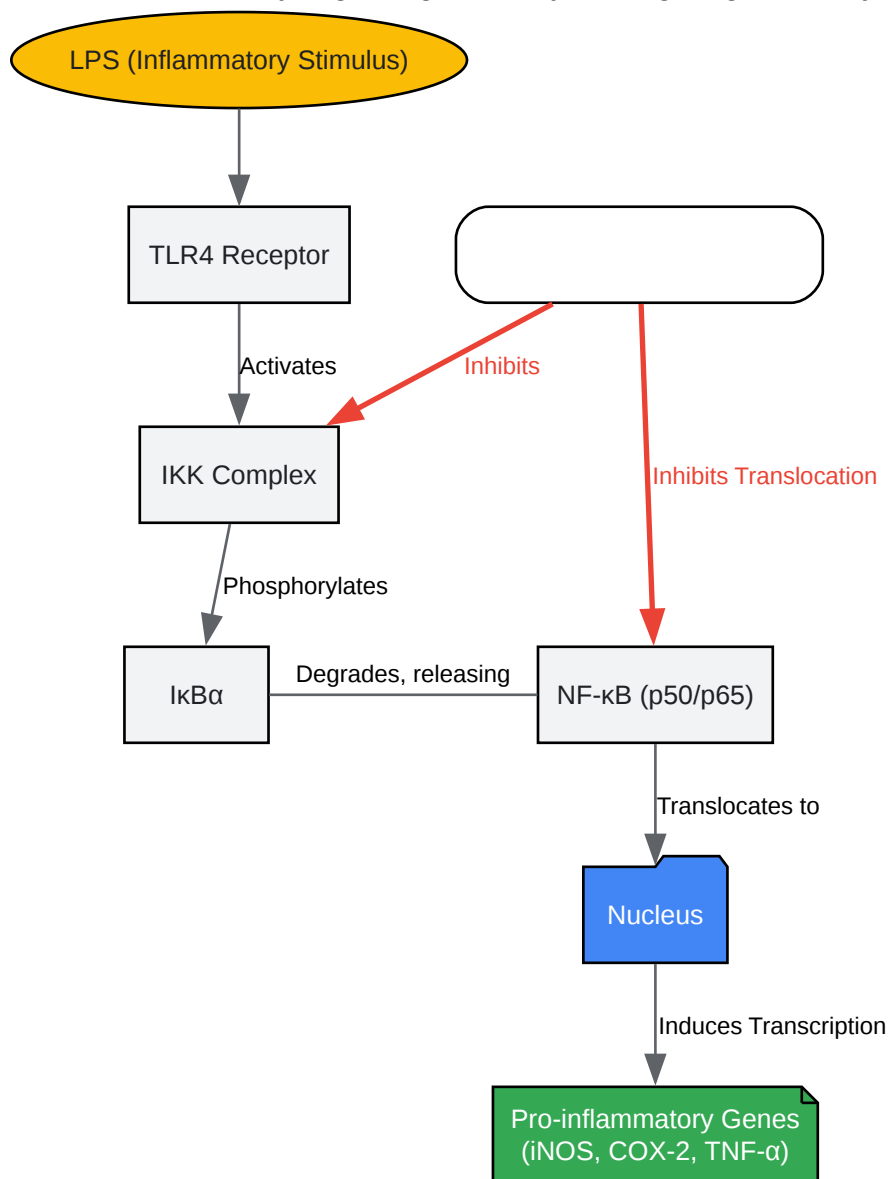 LPS (Inflammatory Stimulus)
TLR4 Receptor
Activates
Inhibits
IKK Complex
Inhibits Translocation
Phosphorylates
IκBα
Degrades, releasing
NF-κB (p50/p65)
Translocates to
Nucleus
Induces Transcription
Pro-inflammatory Genes
(iNOS, COX-2, TNF-α)